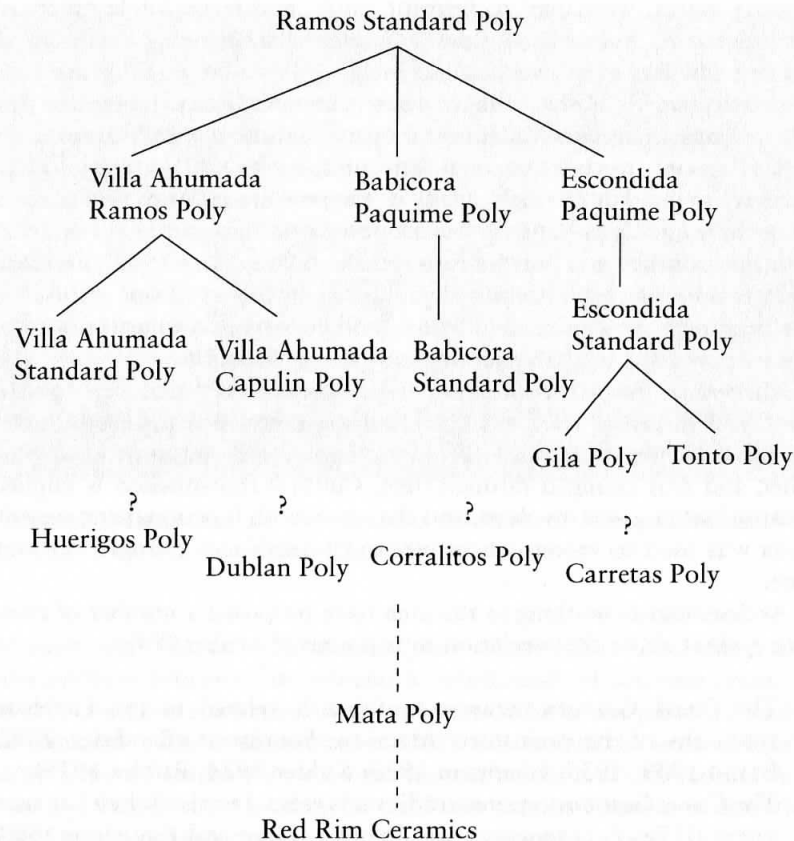 Ramos Standard Poly
Villa Ahumada
Ramos Poly
Babicora
Paquime Poly
Escondida
Paquime Poly
Villa Ahumada
Standard Poly
Villa Ahumada
Capulin Poly
Babicora
Standard Poly
Escondida
Standard Poly
Gila Poly
Tonto Poly
?
Huerigos Poly
?
Dublan Poly
?
Corralitos Poly
?
Carretas Poly
Mata Poly
Red Rim Ceramics